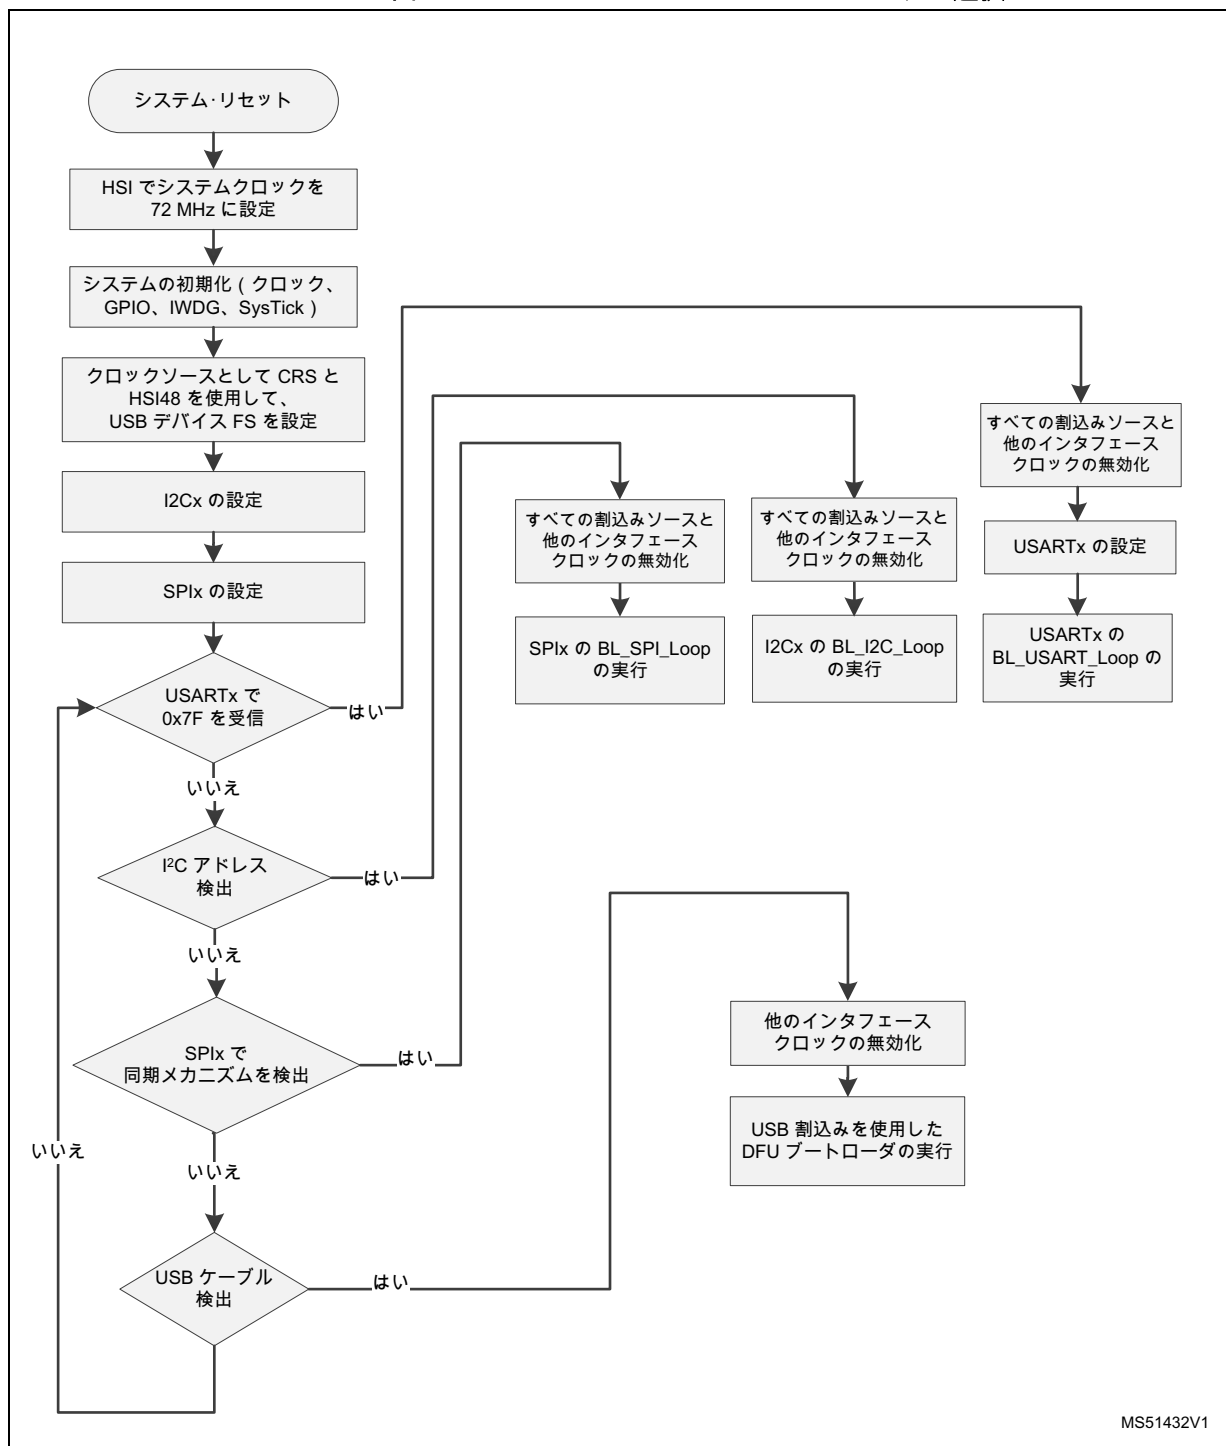 システム・リセット
HSI でシステムクロックを
72 MHz に設定
システムの初期化 ( クロック、
GPIO、IWDG、SysTick )
クロックソースとして CRS と
HSI48 を使用して、
USB デバイス FS を設定
I2Cx の設定
SPIx の設定
USARTx で
0x7F を受信
はい
いいえ
I²C アドレス
検出
はい
いいえ
SPIx で
同期メカニズムを検出
はい
いいえ
いいえ
USB ケーブル
検出
はい
すべての割込みソースと
他のインタフェース
クロックの無効化
SPIx の BL_SPI_Loop
の実行
すべての割込みソースと
他のインタフェース
クロックの無効化
I2Cx の BL_I2C_Loop
の実行
すべての割込みソースと
他のインタフェース
クロックの無効化
USARTx の設定
USARTx の
BL_USART_Loop の
実行
他のインタフェース
クロックの無効化
USB 割込みを使用した
DFU ブートローダの実行
MS51432V1